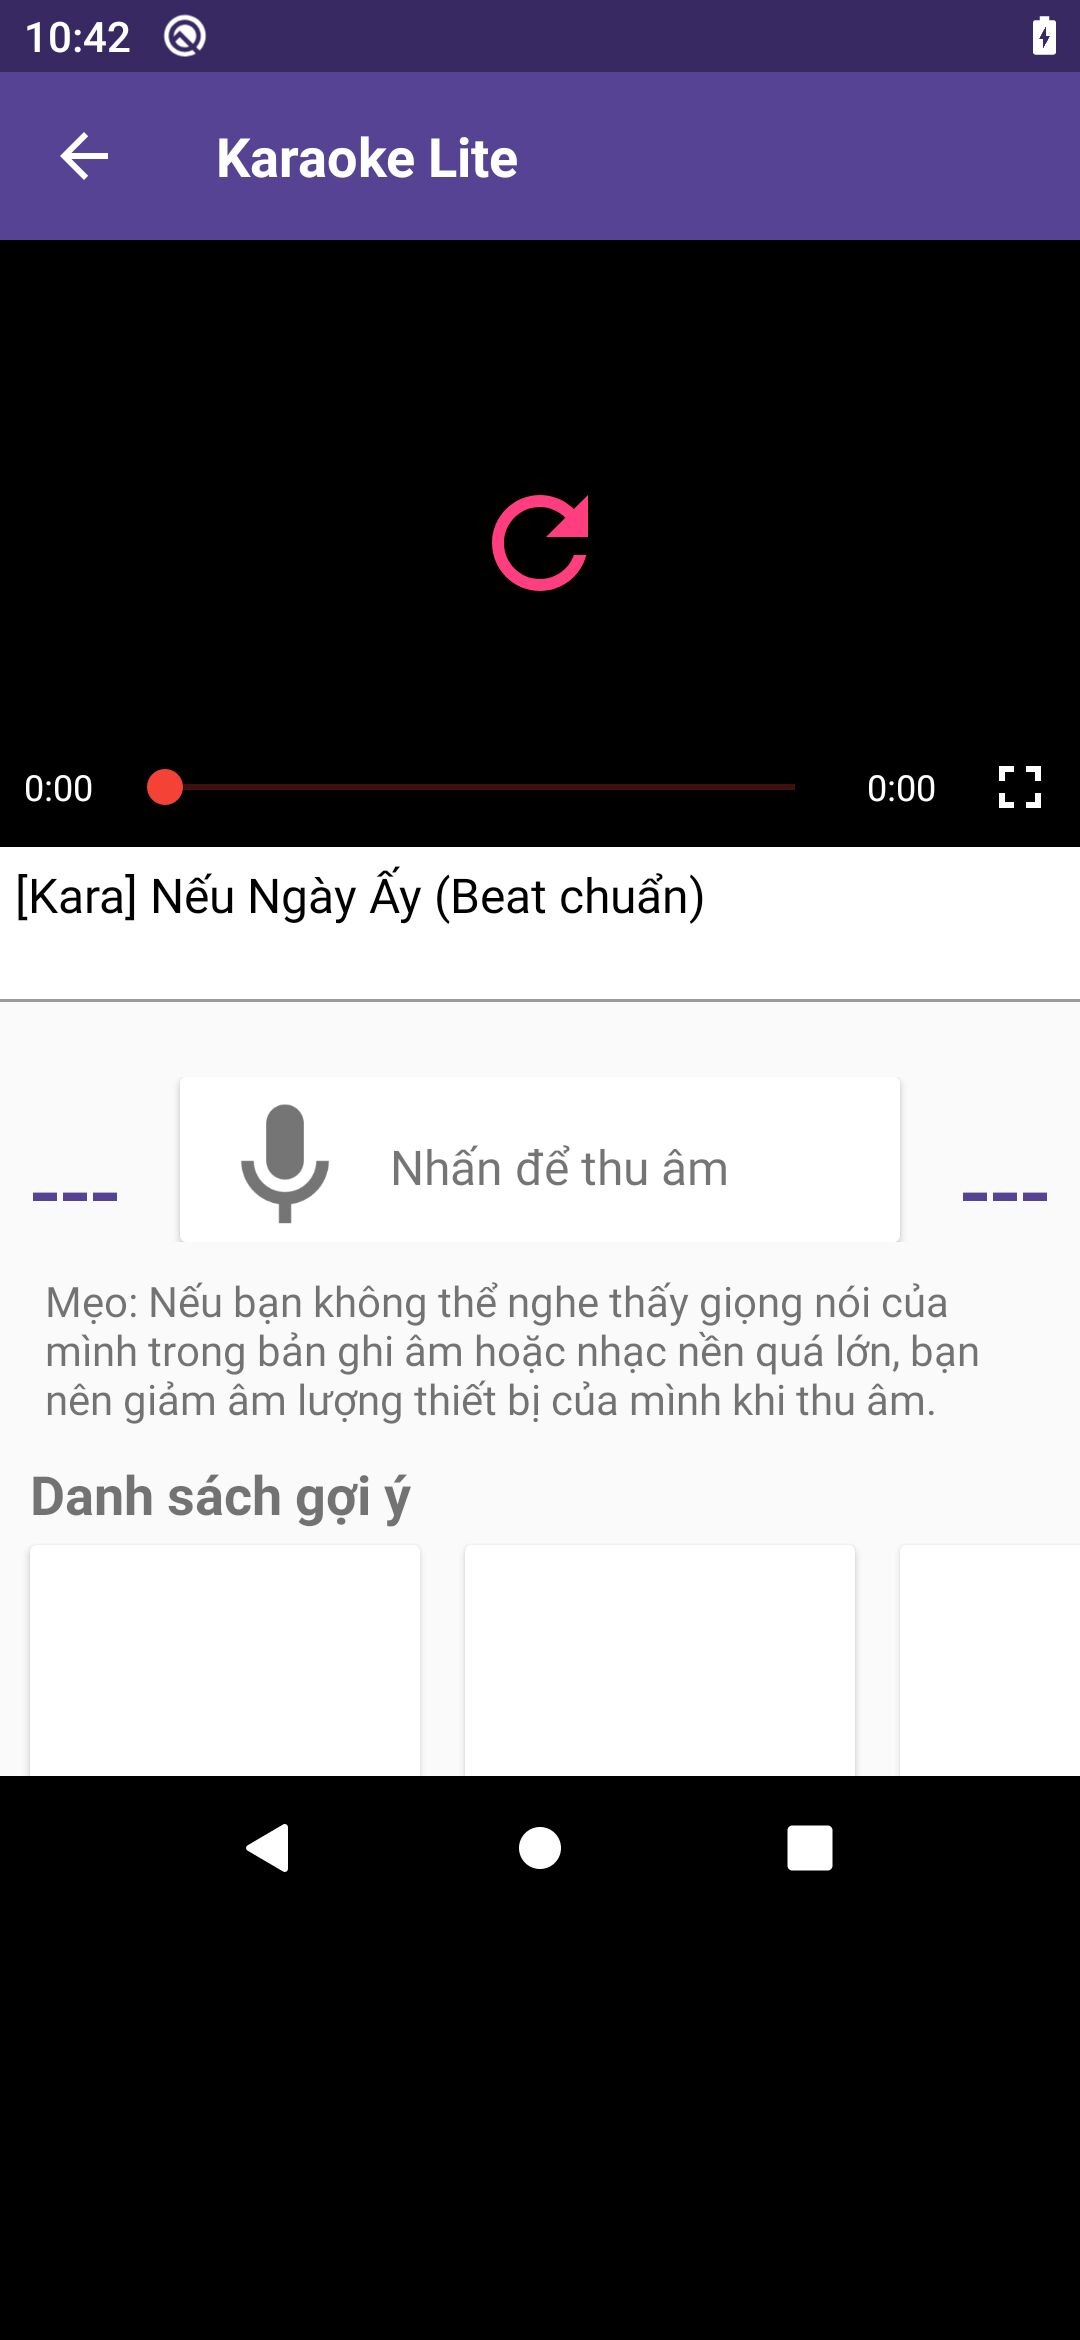 10:42
Karaoke Lite
0:00
0:00
[Kara] Nếu Ngày Ấy (Beat chuẩn)
---
Nhấn để thu âm
---
Mẹo: Nếu bạn không thể nghe thấy giọng nói của
mình trong bản ghi âm hoặc nhạc nền quá lớn, bạn
nên giảm âm lượng thiết bị của mình khi thu âm.
Danh sách gợi ý